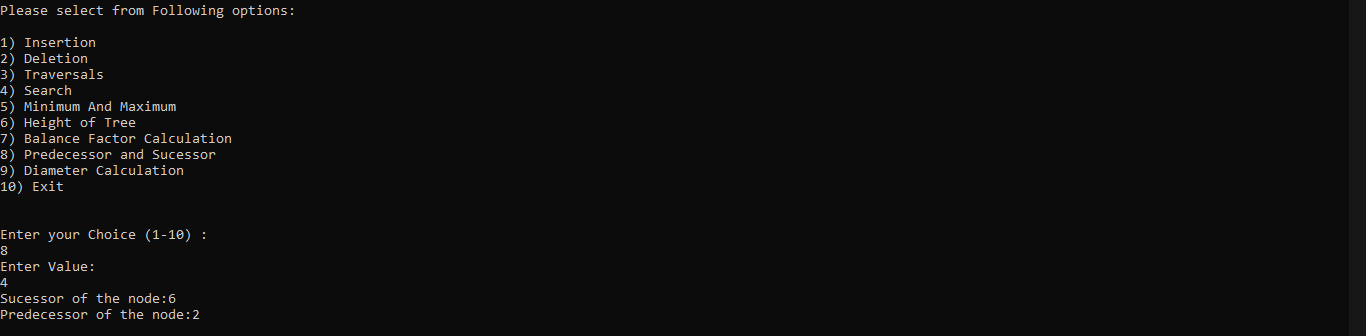 Please select from Following options:
1) Insertion
2) Deletion
3) Traversals
4) Search
5) Minimum And Maximum
6) Height of Tree
7) Balance Factor Calculation
8) Predecessor and Sucessor
9) Diameter Calculation
10) Exit
Enter your Choice (1-10) :
8
Enter Value:
4
Sucessor of the node:6
Predecessor of the node:2